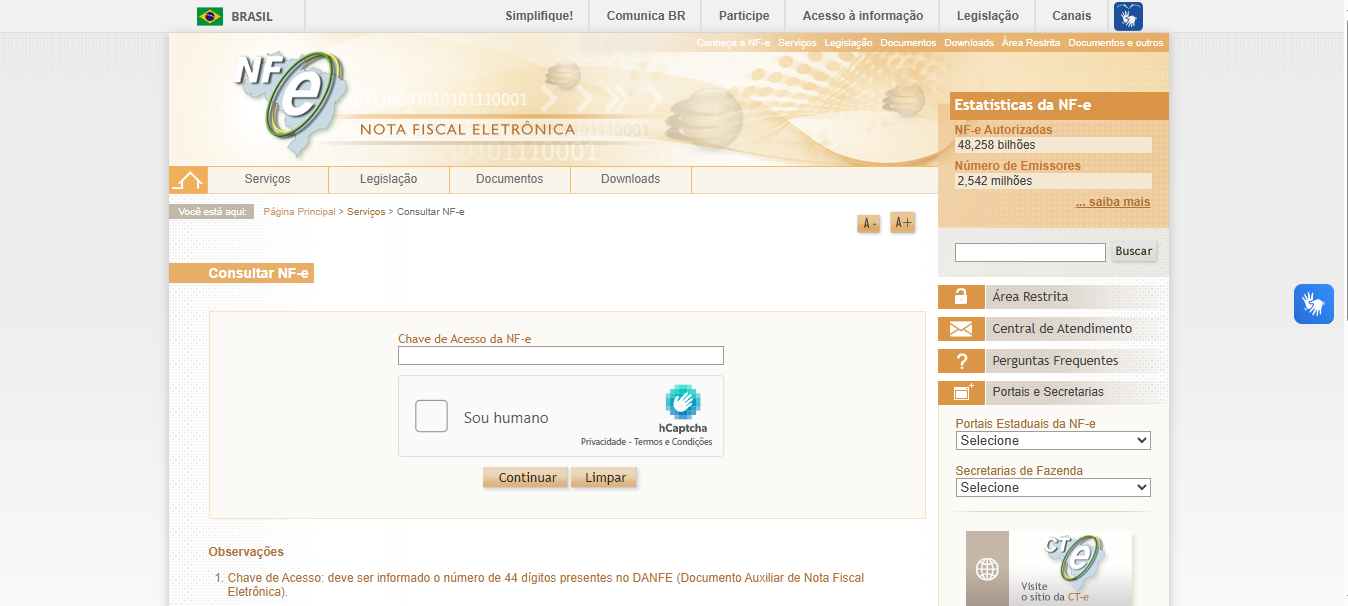 BRASIL
Simplifique!
Comunica BR
Participe
Acesso à informação
Legislação
Canais
Conheça a NF-e Serviços Legislação Documentos Downloads Área Restrita Documentos e outros
NFe
011110001010101110001
NOTA FISCAL ELETRÔNICA
Estatísticas da NF-e
NF-e Autorizadas
48,258 bilhões
Número de Emissores
2,542 milhões
... saiba mais
Serviços
Legislação
Documentos
Downloads
Você está aqui: Página Principal > Serviços > Consultar NF-e
A -
A+
Buscar
Consultar NF-e
Área Restrita
Central de Atendimento
Perguntas Frequentes
Portais e Secretarias
Chave de Acesso da NF-e
Sou humano
hCaptcha
Privacidade - Termos e Condições
Continuar
Limpar
Portais Estaduais da NF-e
Selecione
Secretarias de Fazenda
Selecione
Observações
1. Chave de Acesso: deve ser informado o número de 44 dígitos presentes no DANFE (Documento Auxiliar de Nota Fiscal
Eletrônica).
CTe
Visite
o sítio da CT-e